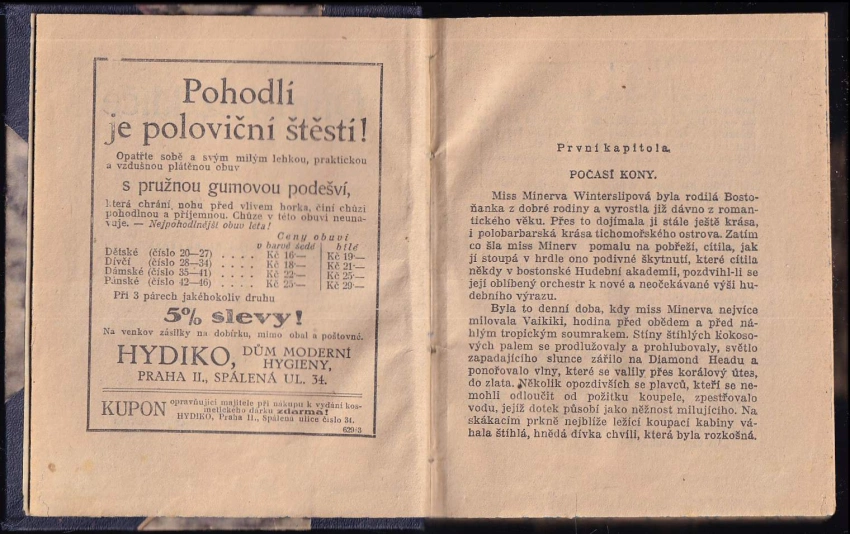 Pohodlí
je poloviční štěstí!
Opatřte sobě a svým milým lehkou, praktickou
a vzdušnou plátěnou obuv
s pružnou gumovou podešví,
která chrání nohu před vlivem horka, činí chůzi
pohodlnou a příjemnou. Chůze v této obuvi neuna-
vuje. — Nejpohodlnější obuv léta!
Ceny obuvi
v barvě šedé bílé
Dětské (číslo 20—27) . . . . Kč 16·— Kč 19·—
Dívčí (číslo 28—34) . . . . Kč 18·— Kč 21·—
Dámské (číslo 35—41) . . . . Kč 22·— Kč 25·—
Pánské (číslo 42—46) . . . . Kč 25·— Kč 29·—
Při 3 párech jakéhokoliv druhu
5% slevy!
Na venkov zásilky na dobírku, mimo obal a poštovné.
HYDIKO, DŮM MODERNÍ
HYGIENY,
PRAHA II., SPÁLENÁ UL. 34.
KUPON opravňující majitele při nákupu k vydání kos-
metického dárku zdarma!
HYDIKO, Praha II., Spálená ulice číslo 34.
629-3
První kapitola.
POČASÍ KONY.
Miss Minerva Winterslipová byla rodilá Bosto-
ňanka z dobré rodiny a vyrostla již dávno z roman-
tického věku. Přes to dojímala ji stále ještě krása,
i polobarbarská krása tichomořského ostrova. Zatím
co šla miss Minerv pomalu na pobřeží, cítila, jak
jí stoupá v hrdle ono podivné škytnutí, které cítila
někdy v bostonské Hudební akademii, pozdvihl-li se
její oblíbený orchestr k nové a neočekávané výši hu-
debního výrazu.
Byla to denní doba, kdy miss Minerva nejvíce
milovala Vaikiki, hodina před obědem a před ná-
hlým tropickým soumrakem. Stíny štíhlých kokoso-
vých palem se prodlužovaly a prohlubovaly, světlo
zapadajícího slunce zářilo na Diamond Headu a
ponořovalo vlny, které se valily přes korálový útes,
do zlata. Několik opozdivších se plavců, kteří se ne-
mohli odloučit od požitku koupele, zpestřovalo
vodu, jejíž dotek působí jako něžnost milujícího. Na
skákacím prkně nejblíže ležící koupací kabiny vá-
hala štíhlá, hnědá dívka chvíli, která byla rozkošná.